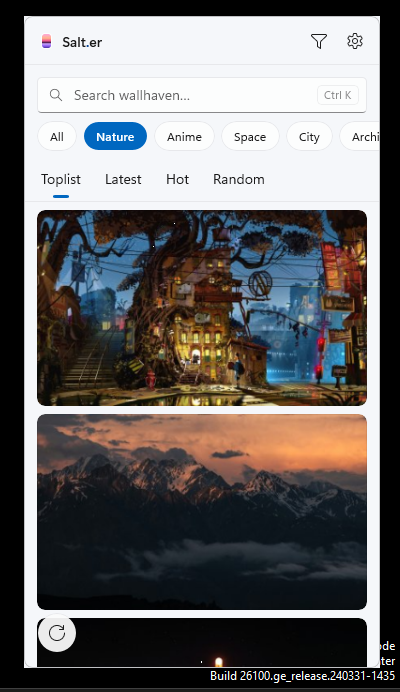 Salt.er
Search wallhaven...
Ctrl K
All
Nature
Anime
Space
City
Archi
Toplist
Latest
Hot
Random
ode
ter
Build 26100.ge_release.240331-1435